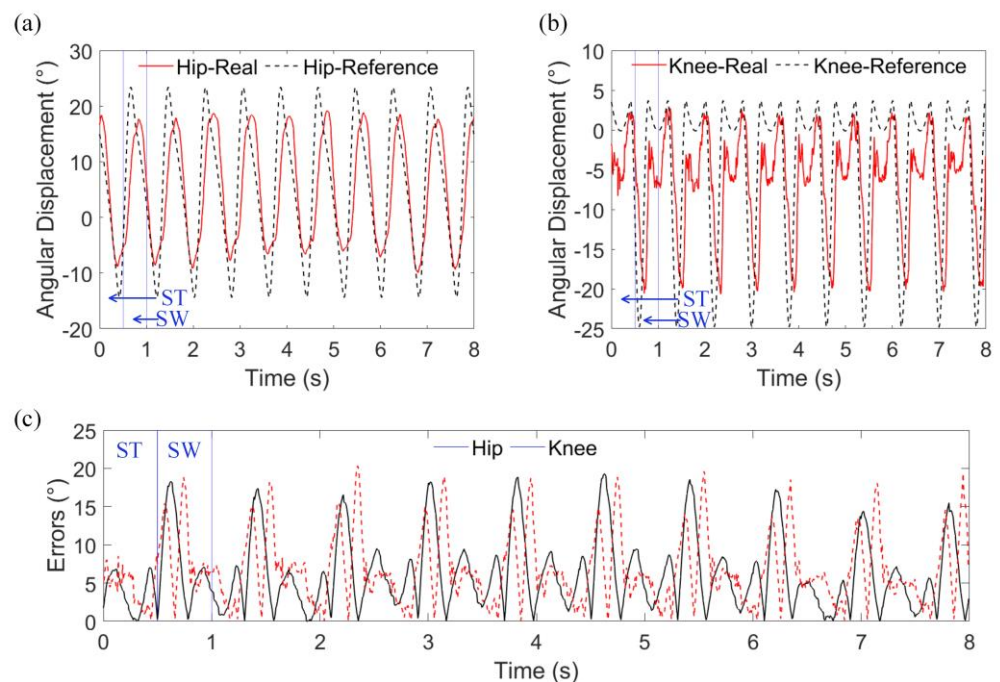 (a)
Hip-Real Hip-Reference
Angular Displacement (°)
30
20
10
0
-10
-20
ST
SW
0 1 2 3 4 5 6 7 8
Time (s)
(b)
Knee-Real Knee-Reference
Angular Displacement (°)
10
5
0
-5
-10
-15
-20
-25
ST
SW
0 1 2 3 4 5 6 7 8
Time (s)
(c)
ST SW
Hip Knee
Errors (°)
25
20
15
10
5
0
0 1 2 3 4 5 6 7 8
Time (s)